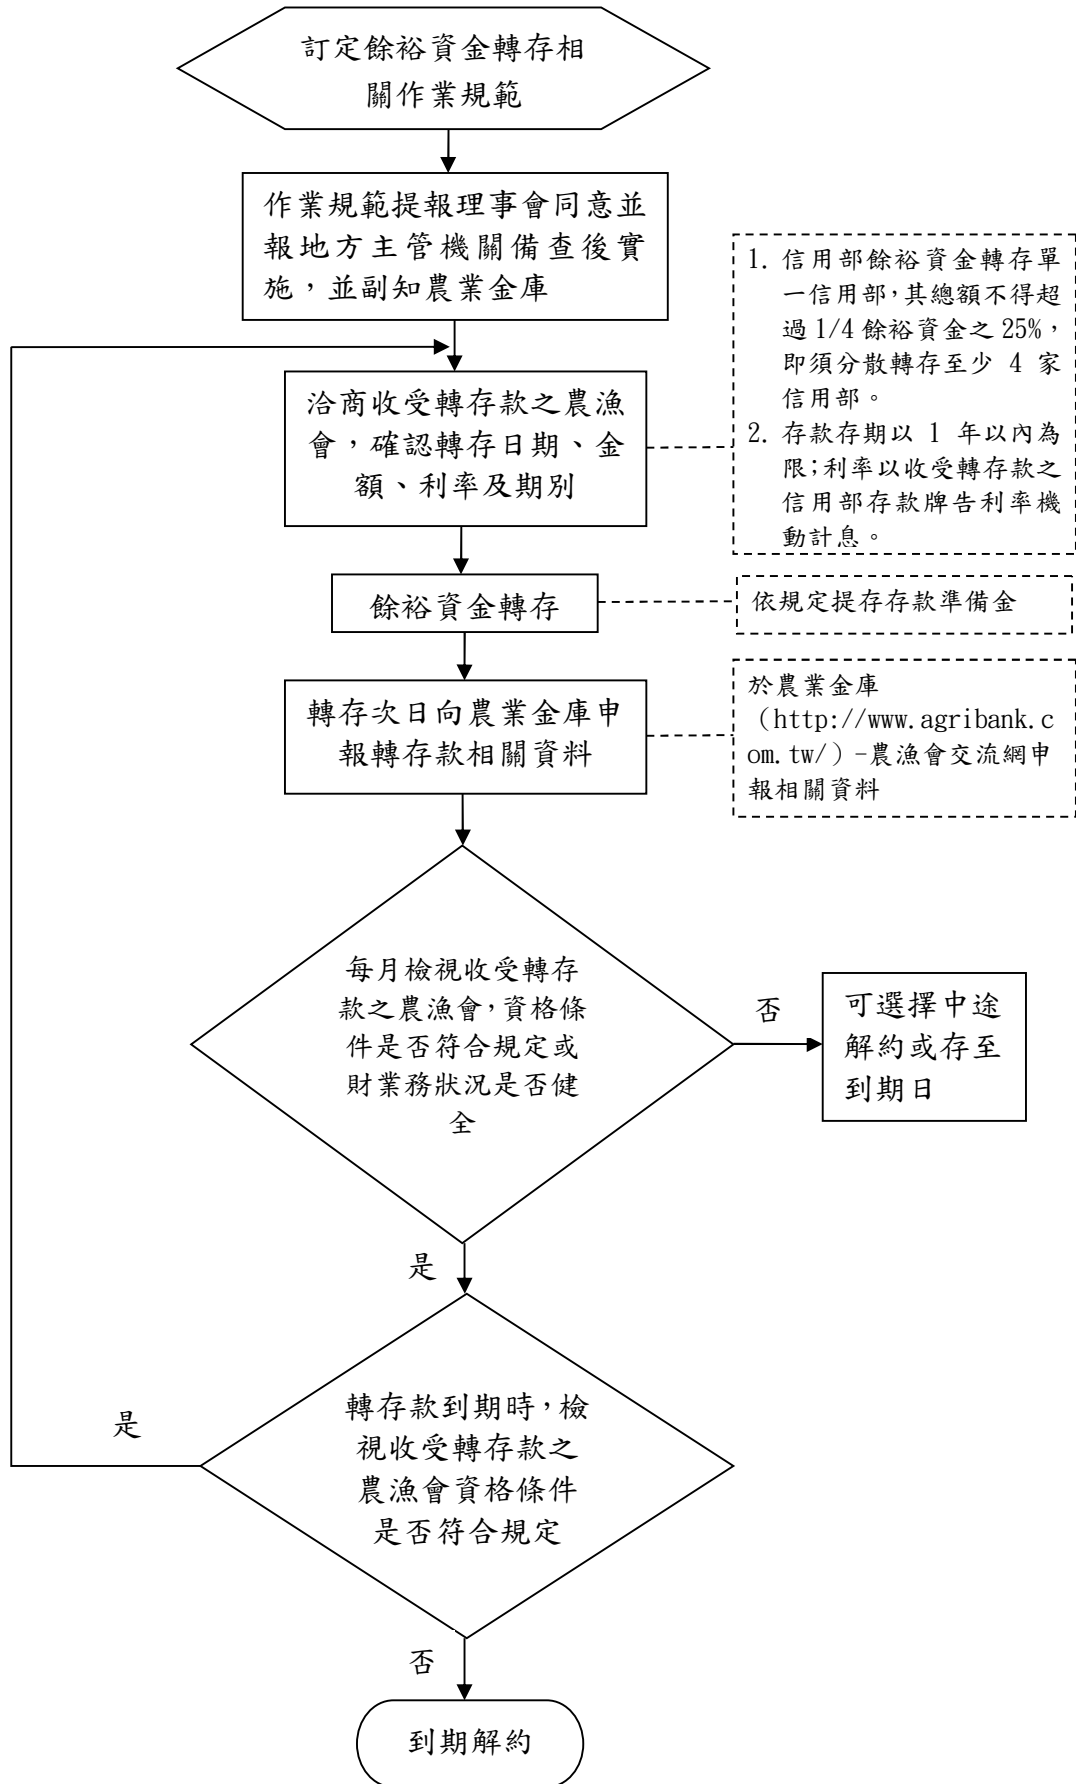 訂定餘裕資金轉存相
關作業規範
作業規範提報理事會同意並
報地方主管機關備查後實
施，並副知農業金庫
1. 信用部餘裕資金轉存單
一信用部，其總額不得超
過 1/4 餘裕資金之 25%，
即須分散轉存至少 4 家
信用部。
2. 存款存期以 1 年以內為
限；利率以收受轉存款之
信用部存款牌告利率機
動計息。
洽商收受轉存款之農漁
會，確認轉存日期、金
額、利率及期別
餘裕資金轉存
依規定提存存款準備金
轉存次日向農業金庫申
報轉存款相關資料
於農業金庫
（http://www.agribank.c
om.tw/）-農漁會交流網申
報相關資料
每月檢視收受轉存
款之農漁會，資格條
件是否符合規定或
財業務狀況是否健
全
否
可選擇中途
解約或存至
到期日
是
轉存款到期時，檢
視收受轉存款之
農漁會資格條件
是否符合規定
是
否
到期解約